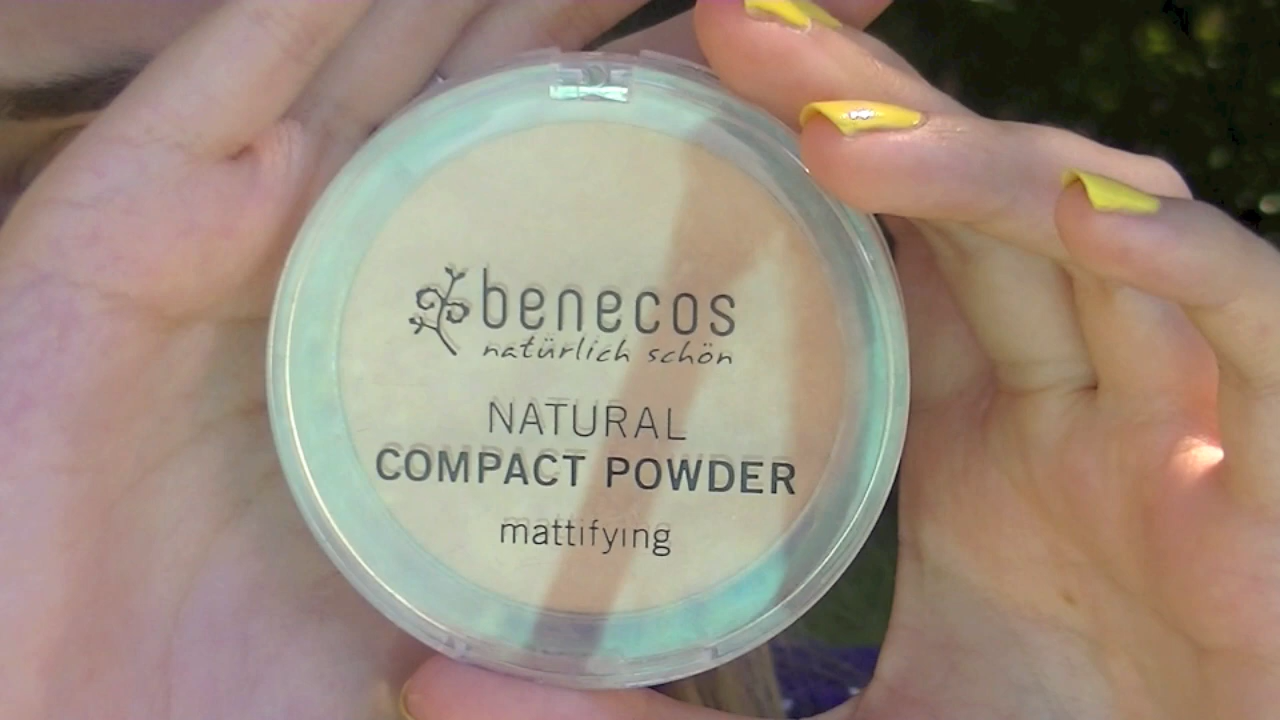 benecos
natürlich schön
NATURAL
COMPACT POWDER
mattifying